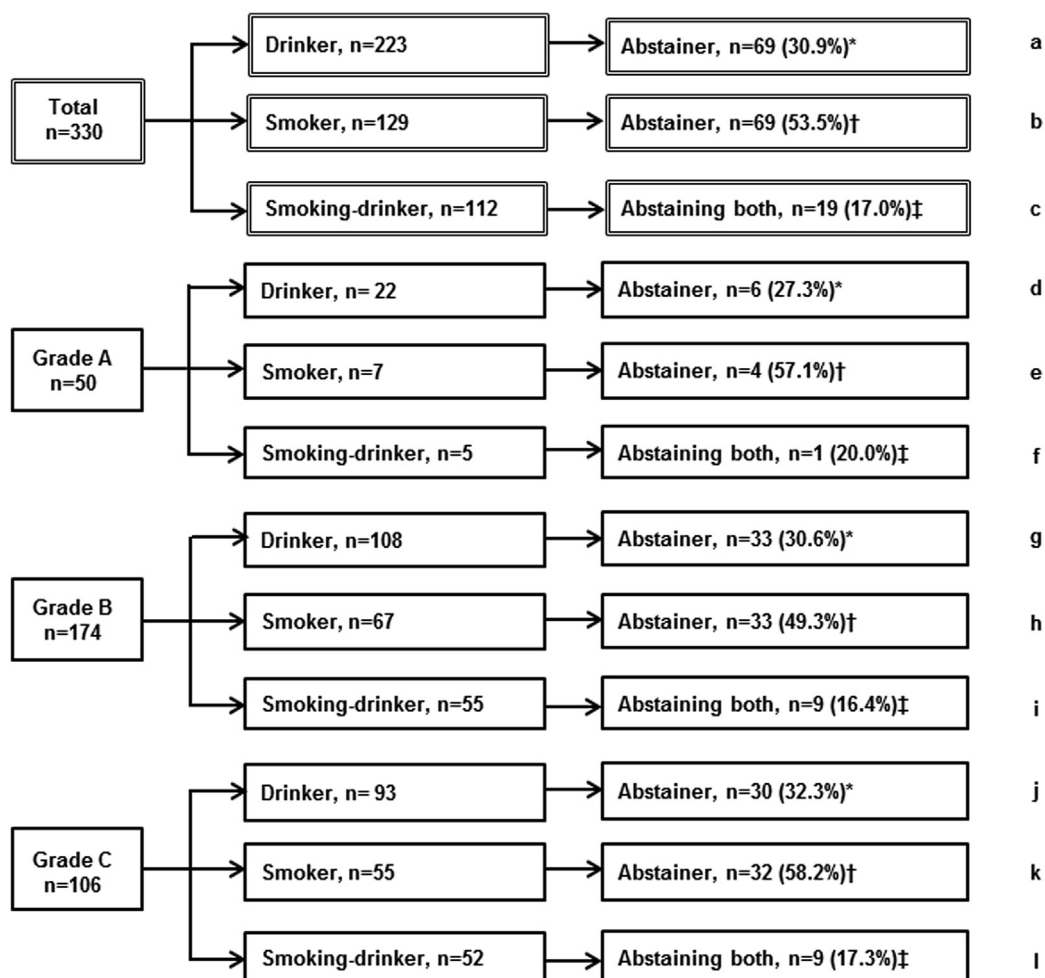 Drinker, n=223
Abstainer, n=69 (30.9%)*
a
Total
n=330
Smoker, n=129
Abstainer, n=69 (53.5%)†
b
Smoking-drinker, n=112
Abstaining both, n=19 (17.0%)‡
c
Drinker, n= 22
Abstainer, n=6 (27.3%)*
d
Grade A
n=50
Smoker, n=7
Abstainer, n=4 (57.1%)†
e
Smoking-drinker, n=5
Abstaining both, n=1 (20.0%)‡
f
Drinker, n=108
Abstainer, n=33 (30.6%)*
g
Grade B
n=174
Smoker, n=67
Abstainer, n=33 (49.3%)†
h
Smoking-drinker, n=55
Abstaining both, n=9 (16.4%)‡
i
Drinker, n= 93
Abstainer, n=30 (32.3%)*
j
Grade C
n=106
Smoker, n=55
Abstainer, n=32 (58.2%)†
k
Smoking-drinker, n=52
Abstaining both, n=9 (17.3%)‡
l